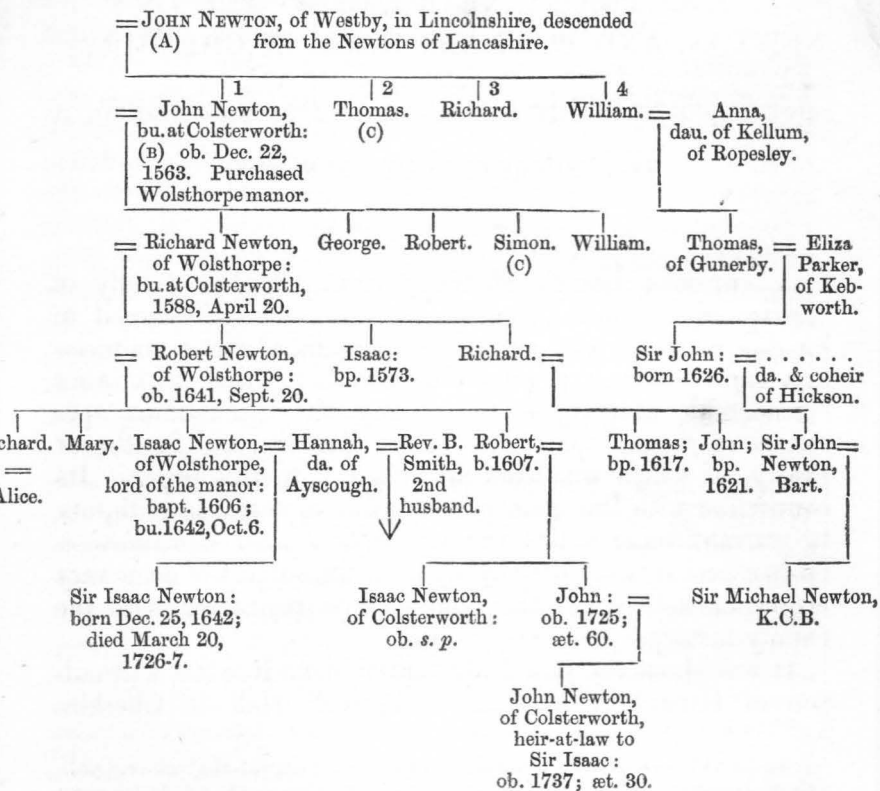 = JOHN NEWTON, of Westby, in Lincolnshire, descended
(A) from the Newtons of Lancashire.
1 2 3 4
= John Newton, Thomas. Richard. William. = Anna,
bu. at Colsterworth: (C) dau. of Kellum,
(B) ob. Dec. 22, of Ropesley.
1563. Purchased
Wolsthorpe manor.
= Richard Newton, George. Robert. Simon. William. Thomas, = Eliza
of Wolsthorpe: (C) of Gunerby. Parker,
bu. at Colsterworth, of Keb-
1588, April 20. worth.
= Robert Newton, Isaac: Richard. = Sir John: = . . . . . . .
of Wolsthorpe: bp. 1573. born 1626. da. & coheir
ob. 1641, Sept. 20. of Hickson.
chard. Mary. Isaac Newton, = Hannah, = Rev. B. Robert, = Thomas; John; Sir John =
= of Wolsthorpe, da. of Smith, b. 1607. bp. 1617. bp. Newton,
Alice. lord of the manor: Ayscough. 2nd 1621. Bart.
bapt. 1606; husband.
bu. 1642, Oct. 6.
Sir Isaac Newton: Isaac Newton, John: = Sir Michael Newton,
born Dec. 25, 1642; of Colsterworth: ob. 1725; K.C.B.
died March 20, ob. s. p. æt. 60.
1726-7.
John Newton,
of Colsterworth,
heir-at-law to
Sir Isaac:
ob. 1737; æt. 30.